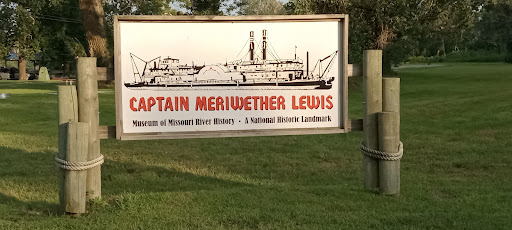 CAPTAIN MERIWETHER LEWIS
Museum of Missouri River History • A National Historic Landmark